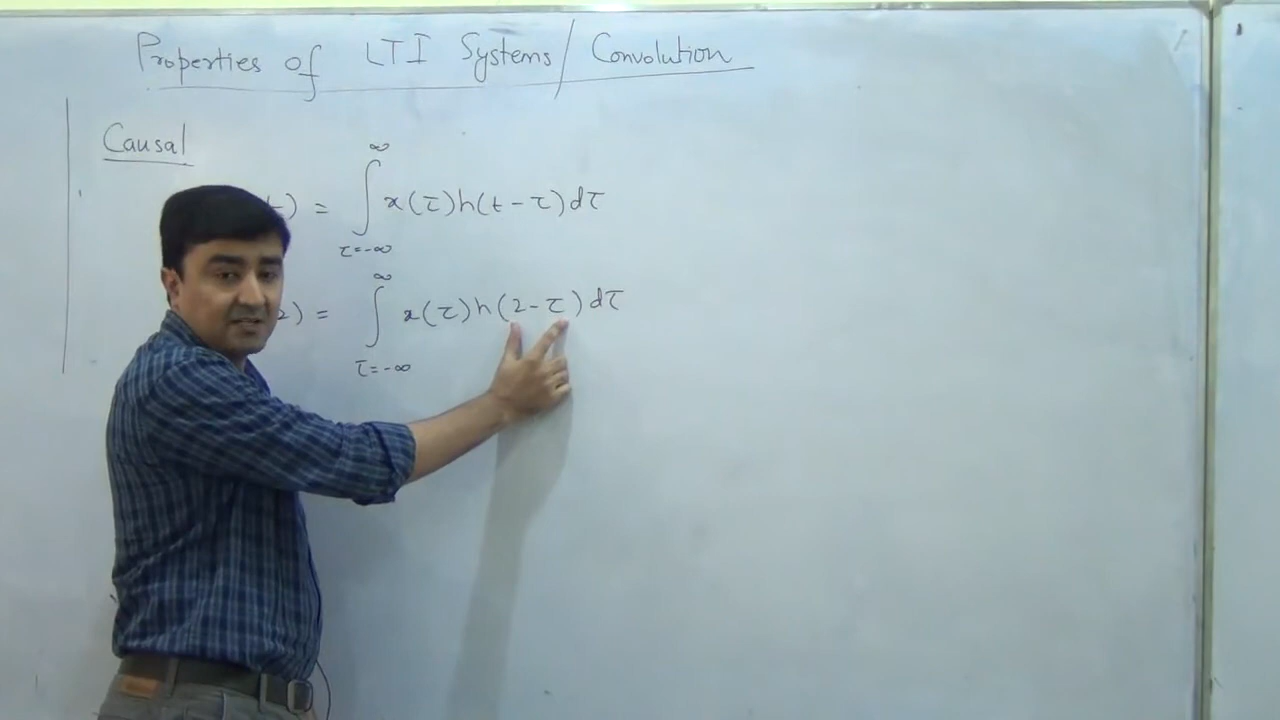 Properties of LTI Systems / Convolution
Causal
t) = ∫_{τ=-∞}^{∞} x(τ)h(t-τ)dτ
2) = ∫_{τ=-∞}^{∞} x(τ)h(2-τ)dτ